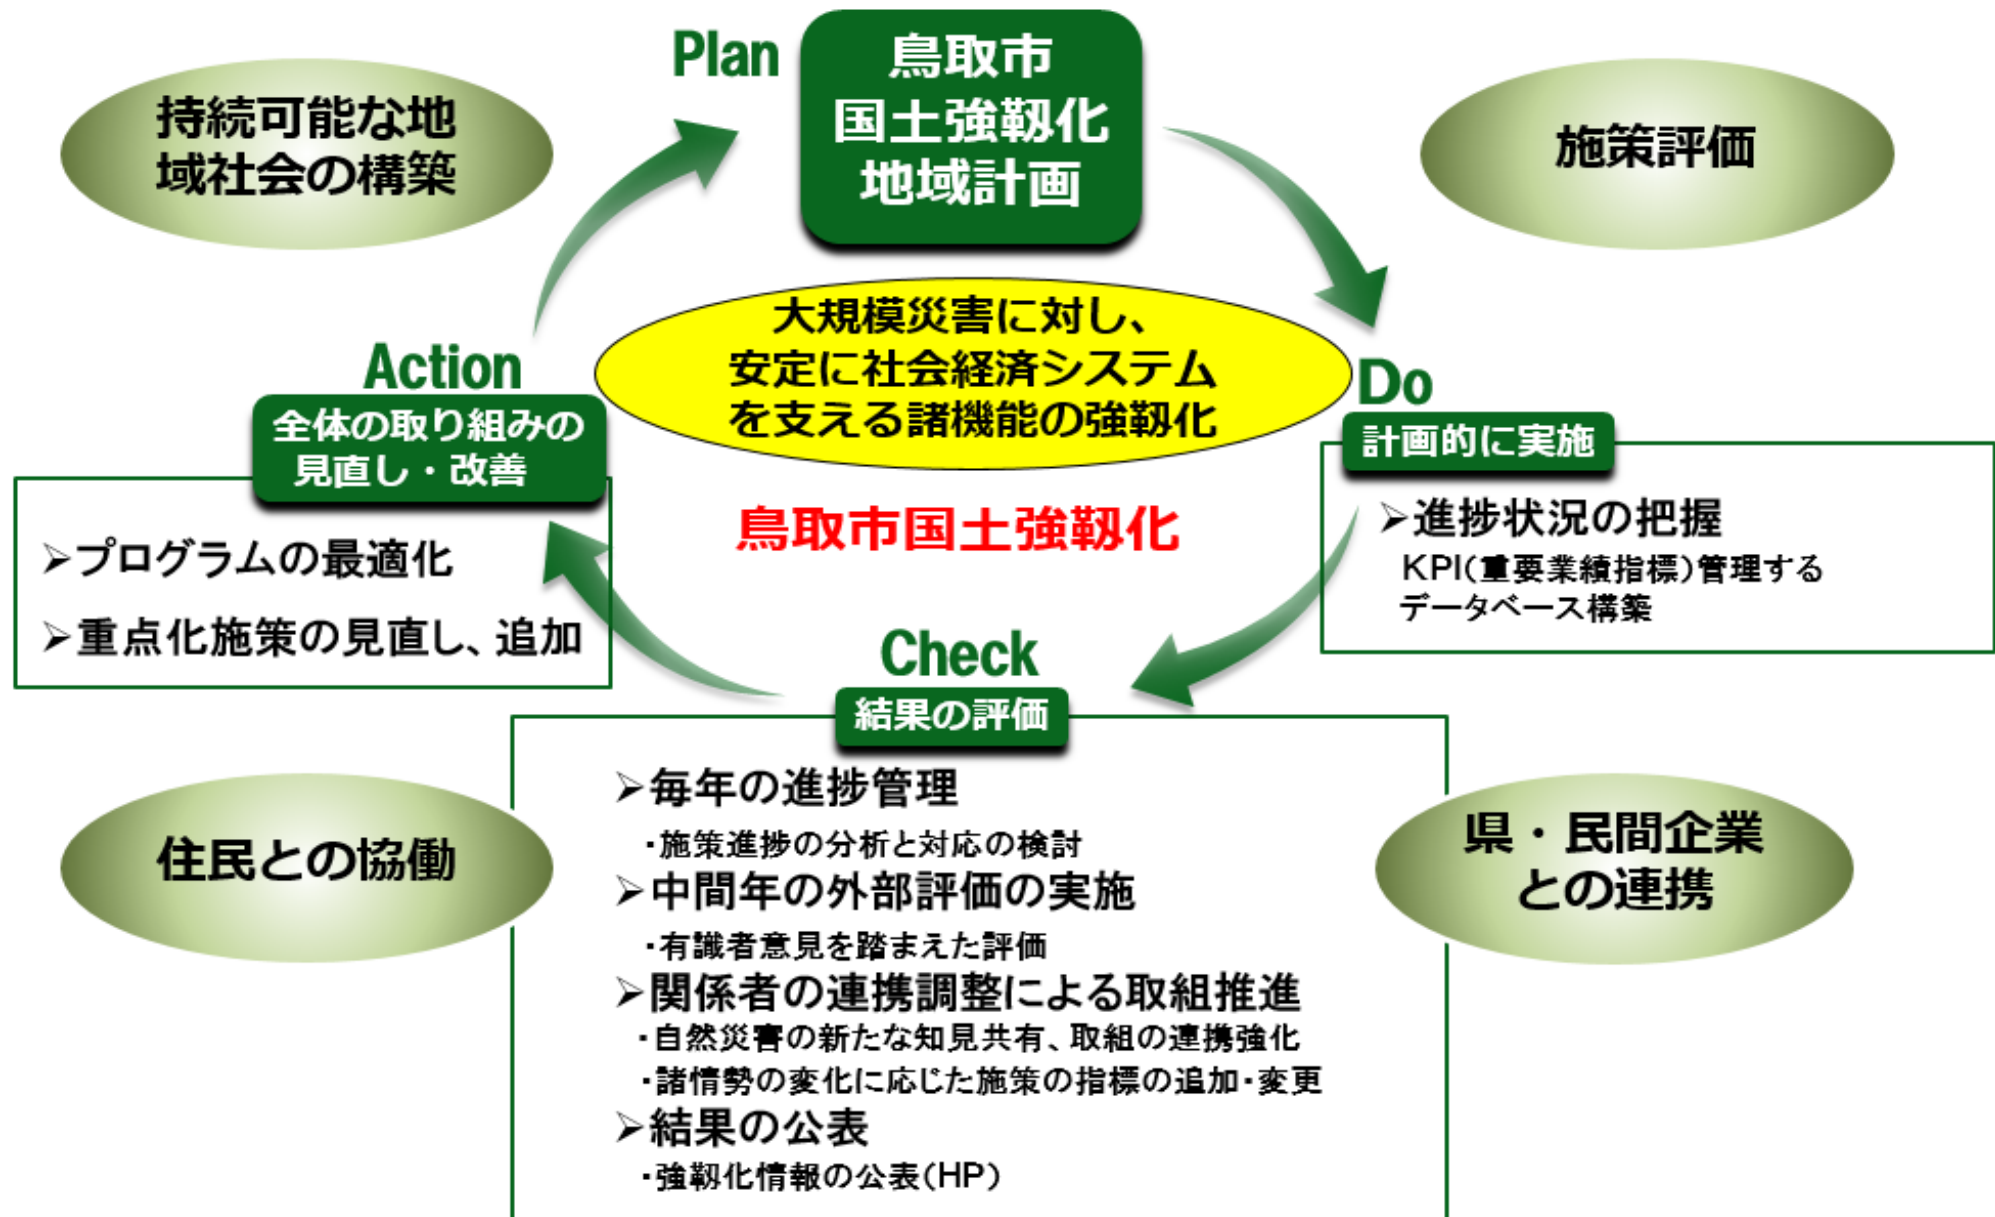 Plan
鳥取市
国土強靱化
地域計画
持続可能な地
域社会の構築
施策評価
大規模災害に対し、
安定に社会経済システム
を支える諸機能の強靱化
鳥取市国土強靱化
Do
計画的に実施
➢進捗状況の把握
KPI(重要業績指標)管理する
データベース構築
Check
結果の評価
➢毎年の進捗管理
・施策進捗の分析と対応の検討
➢中間年の外部評価の実施
・有識者意見を踏まえた評価
➢関係者の連携調整による取組推進
・自然災害の新たな知見共有、取組の連携強化
・諸情勢の変化に応じた施策の指標の追加・変更
➢結果の公表
・強靱化情報の公表(HP)
Action
全体の取り組みの
見直し・改善
➢プログラムの最適化
➢重点化施策の見直し、追加
住民との協働
県・民間企業
との連携